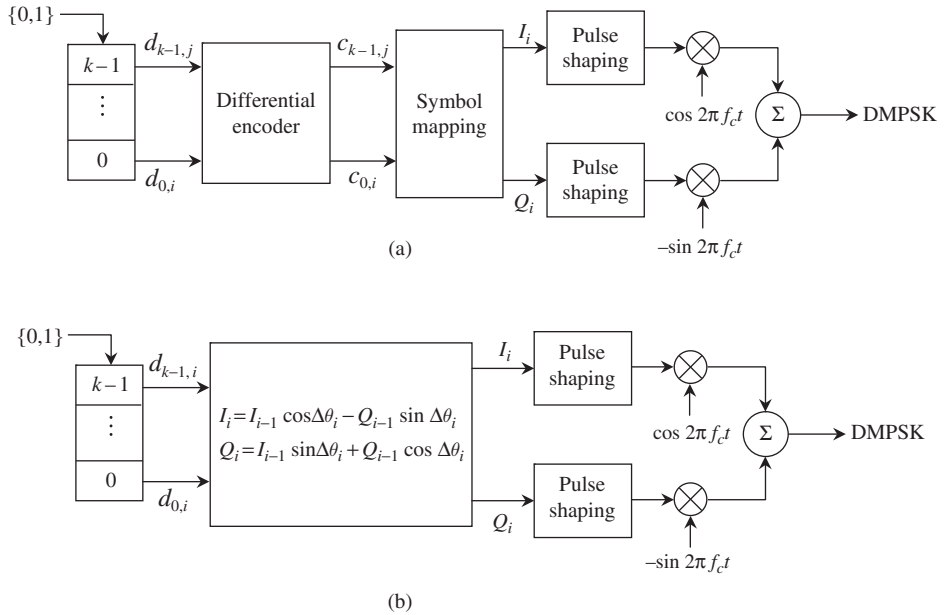 {0,1}
k−1
⋮
0
d_{k−1,j}
d_{0,i}
Differential
encoder
c_{k−1,j}
c_{0,i}
Symbol
mapping
I_i
Q_i
Pulse
shaping
Pulse
shaping
cos 2π f_c t
−sin 2π f_c t
Σ
DMPSK
(a)
{0,1}
k−1
⋮
0
d_{k−1,i}
d_{0,i}
I_i = I_{i−1} cosΔθ_i − Q_{i−1} sin Δθ_i
Q_i = I_{i−1} sinΔθ_i + Q_{i−1} cos Δθ_i
I_i
Q_i
Pulse
shaping
Pulse
shaping
cos 2π f_c t
−sin 2π f_c t
Σ
DMPSK
(b)